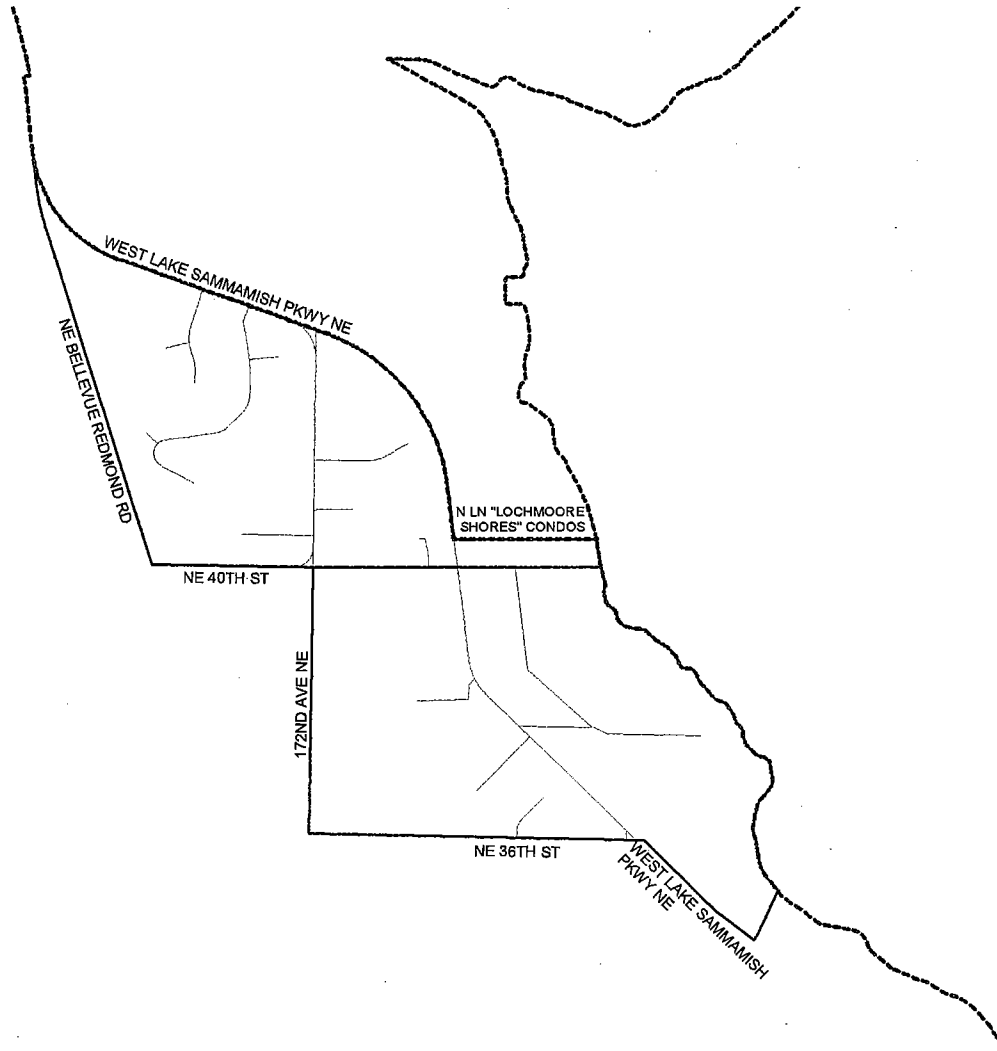 WEST LAKE SAMMAMISH PKWY NE
NE BELLEVUE REDMOND RD
N LN "LOCHMOORE
SHORES" CONDOS
NE 40TH ST
172ND AVE NE
NE 36TH ST
WEST LAKE SAMMAMISH
PKWY NE